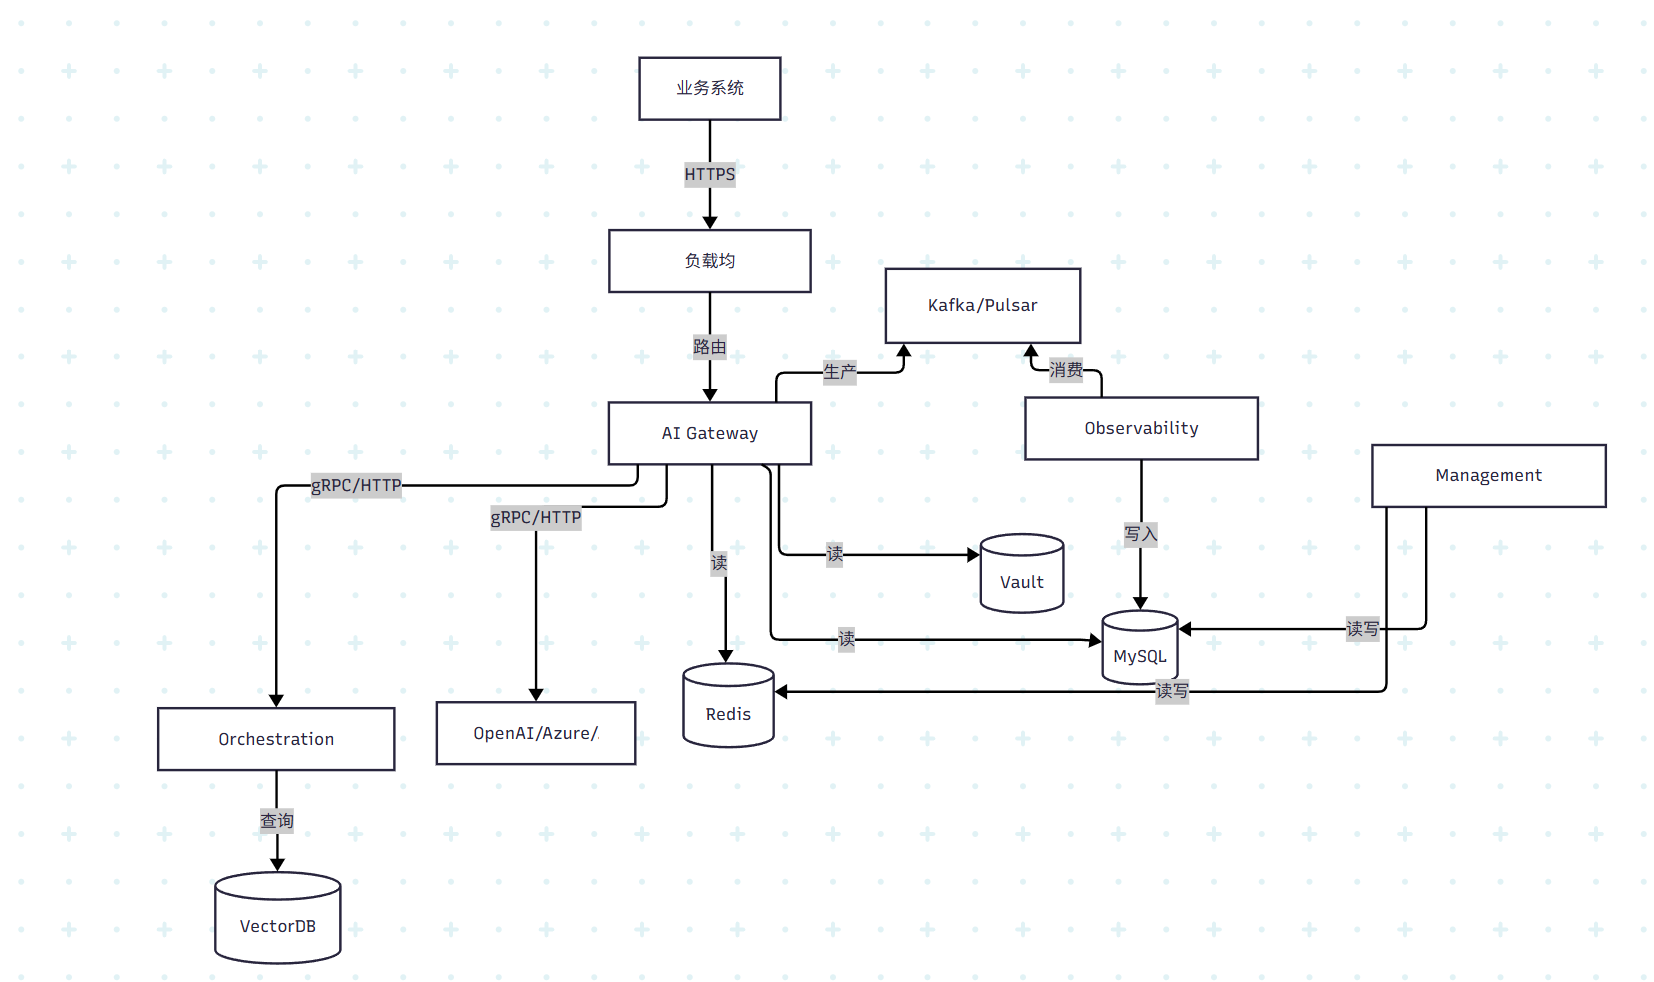 业务系统
HTTPS
负载均
Kafka/Pulsar
路由
生产
消费
AI Gateway
Observability
Management
gRPC/HTTP
gRPC/HTTP
读
读
写入
Vault
读
读写
MySQL
读写
Redis
Orchestration
OpenAI/Azure/
查询
VectorDB